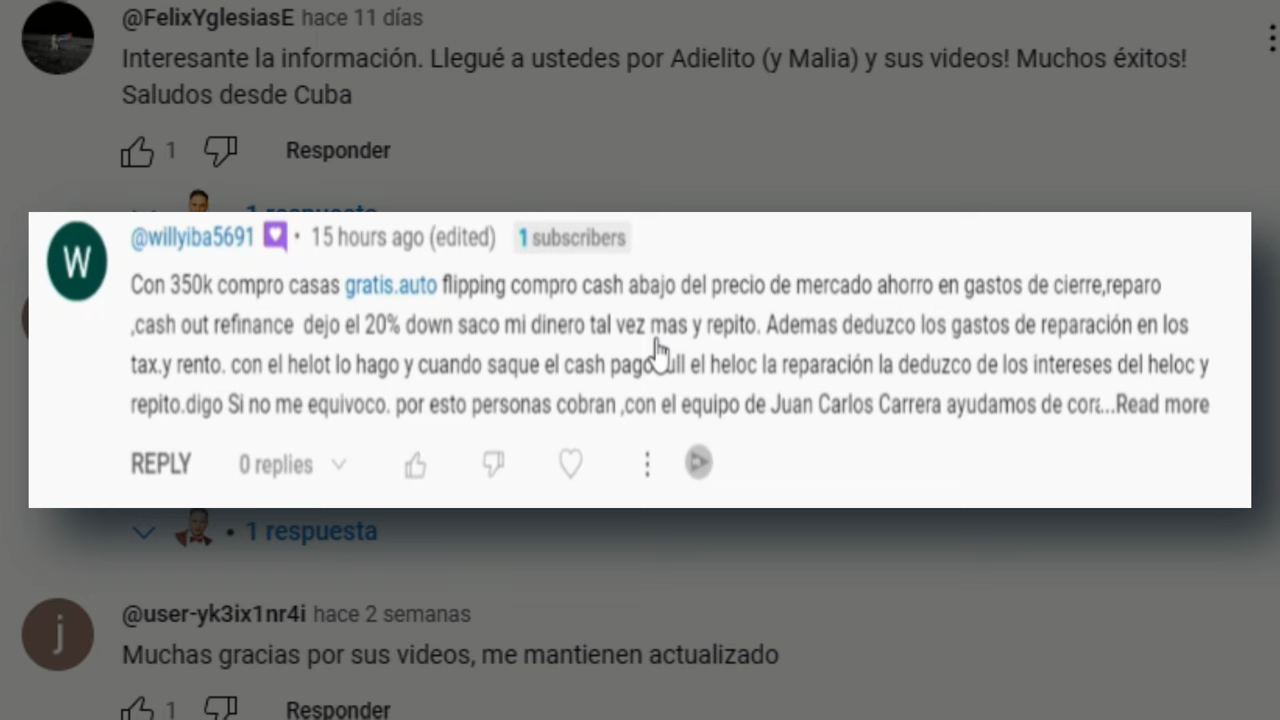 @FelixYglesiasE hace 11 días
Interesante la información. Llegué a ustedes por Adielito (y Malia) y sus videos! Muchos éxitos!
Saludos desde Cuba
1 Responder
1 respuesta
W
@willyiba5691 • 15 hours ago (edited) 1 subscribers
Con 350k compro casas gratis.auto flipping compro cash abajo del precio de mercado ahorro en gastos de cierre,reparo
,cash out refinance dejo el 20% down saco mi dinero tal vez mas y repito. Ademas deduzco los gastos de reparación en los
tax.y rento. con el helot lo hago y cuando saque el cash pago el heloc la reparación la deduzco de los intereses del heloc y
repito.digo Si no me equivoco. por esto personas cobran ,con el equipo de Juan Carlos Carrera ayudamos de ...Read more
REPLY 0 replies
• 1 respuesta
j
@user-yk3ix1nr4i hace 2 semanas
Muchas gracias por sus videos, me mantienen actualizado
1 Responder